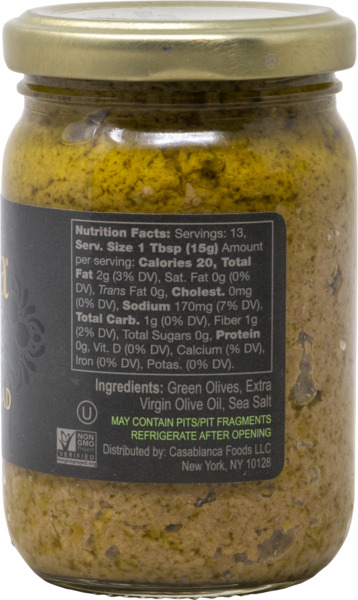 Nutrition Facts: Servings: 13,
Serv. Size 1 Tbsp (15g) Amount
per serving: Calories 20, Total
Fat 2g (3% DV), Sat. Fat 0g (0%
DV), Trans Fat 0g, Cholest. 0mg
(0% DV), Sodium 170mg (7% DV),
Total Carb. 1g (0% DV), Fiber 1g
(2% DV), Total Sugars 0g, Protein
0g, Vit. D (0% DV), Calcium (% DV),
Iron (0% DV), Potas. (0% DV).
Ingredients: Green Olives, Extra
Virgin Olive Oil, Sea Salt
U
MAY CONTAIN PITS/PIT FRAGMENTS
REFRIGERATE AFTER OPENING
NON
GMO
VERIFIED
Distributed by: Casablanca Foods LLC
New York, NY 10128